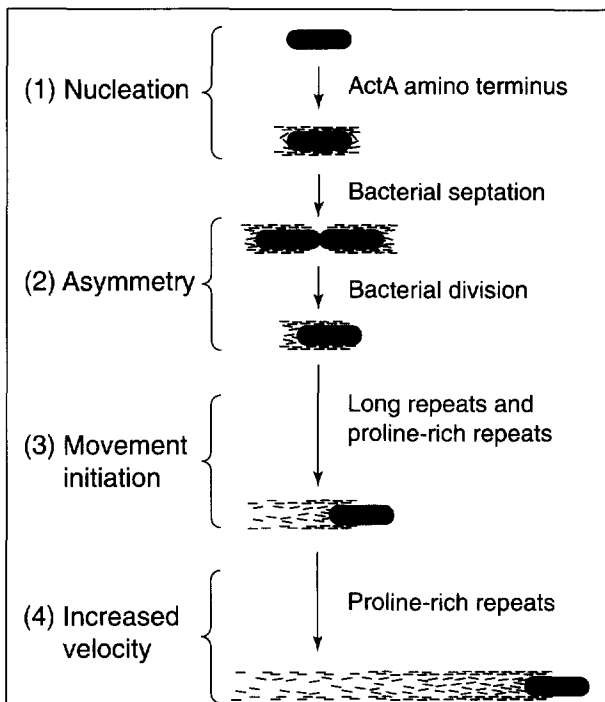 (1) Nucleation
ActA amino terminus
Bacterial septation
(2) Asymmetry
Bacterial division
Long repeats and
proline-rich repeats
(3) Movement
initiation
Proline-rich repeats
(4) Increased
velocity